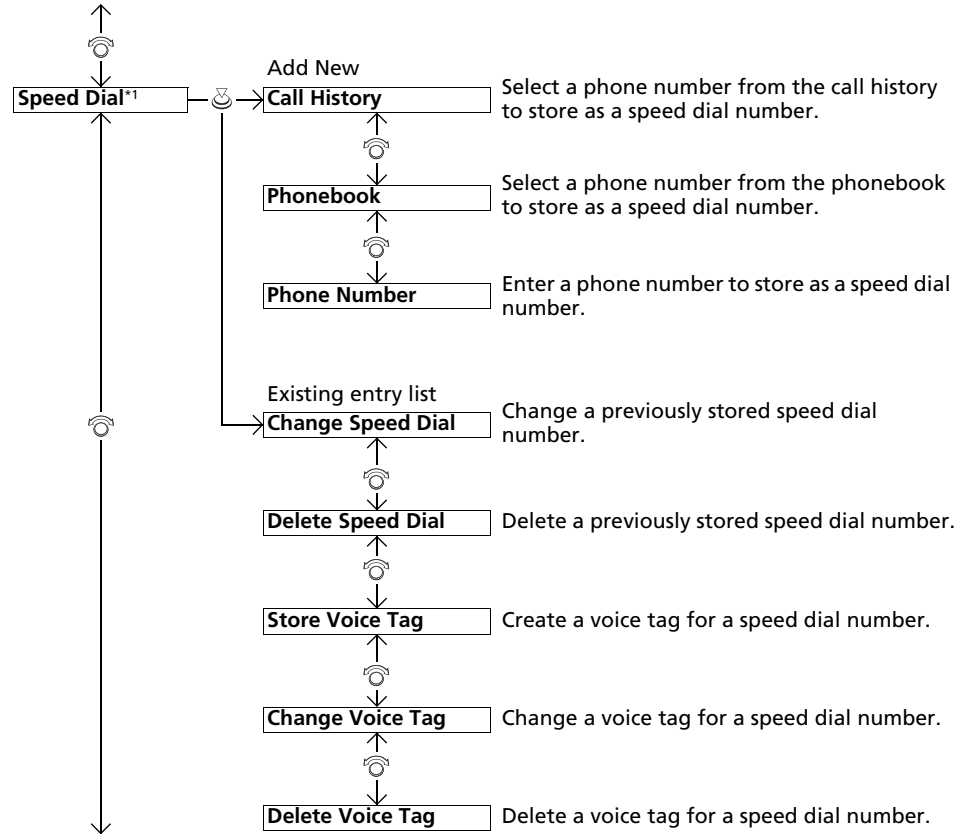 Add New
Speed Dial*1
Call History
Select a phone number from the call history
to store as a speed dial number.
Phonebook
Select a phone number from the phonebook
to store as a speed dial number.
Phone Number
Enter a phone number to store as a speed dial
number.
Existing entry list
Change Speed Dial
Change a previously stored speed dial
number.
Delete Speed Dial
Delete a previously stored speed dial number.
Store Voice Tag
Create a voice tag for a speed dial number.
Change Voice Tag
Change a voice tag for a speed dial number.
Delete Voice Tag
Delete a voice tag for a speed dial number.